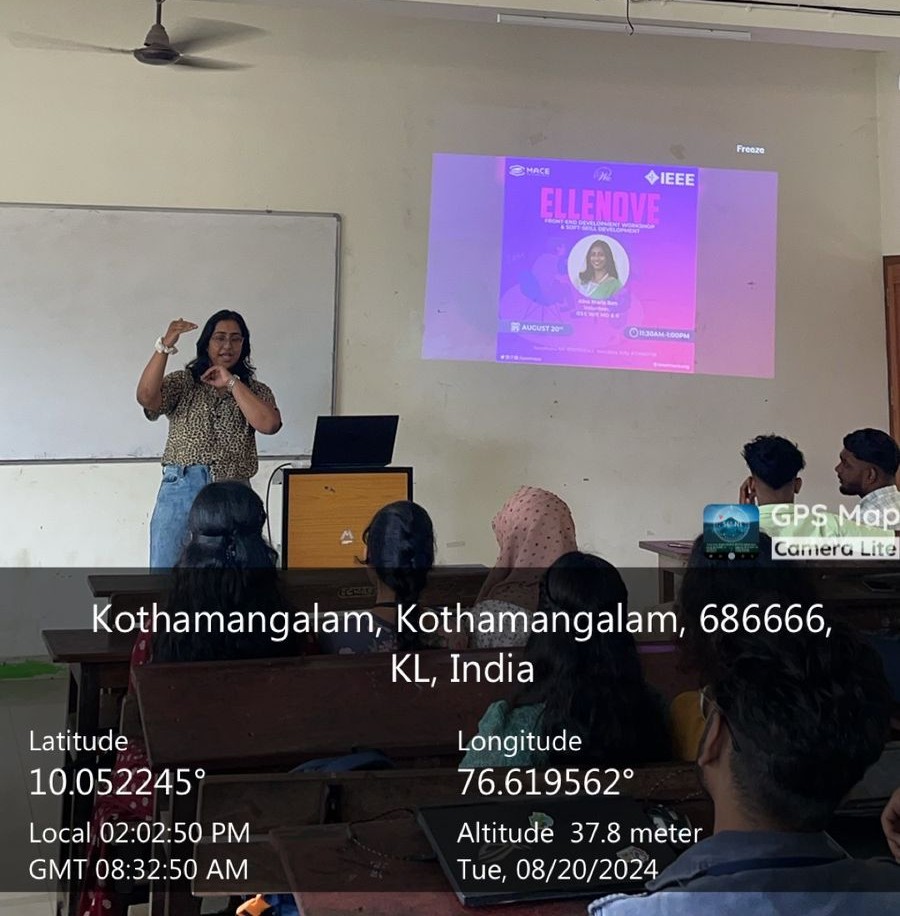 Freeze
MACE
IEEE
ELLENOVE
FRONT-END DEVELOPMENT WORKSHOP
& SOFT-SKILL DEVELOPMENT
AUGUST 20TH
11:30AM-1:00PM
GPS Map
Camera Lite
Kothamangalam, Kothamangalam, 686666,
KL, India
Latitude
10.052245°
Longitude
76.619562°
Local 02:02:50 PM
GMT 08:32:50 AM
Altitude 37.8 meter
Tue, 08/20/2024